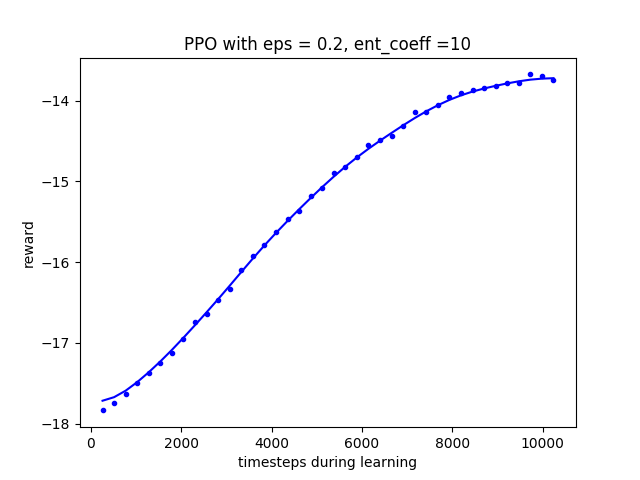 PPO with eps = 0.2, ent_coeff =10
reward
−14
−15
−16
−17
−18
0 2000 4000 6000 8000 10000
timesteps during learning